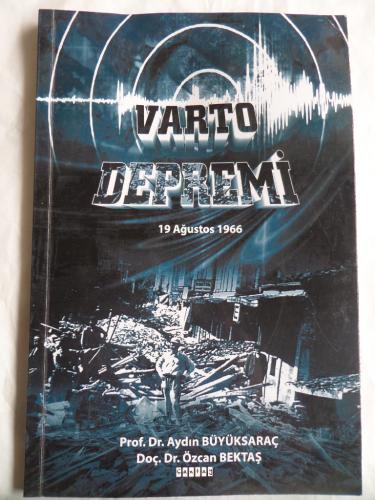 VARTO
DEPREMİ
19 Ağustos 1966
Prof. Dr. Aydın BÜYÜKSARAÇ
Doç. Dr. Özcan BEKTAŞ